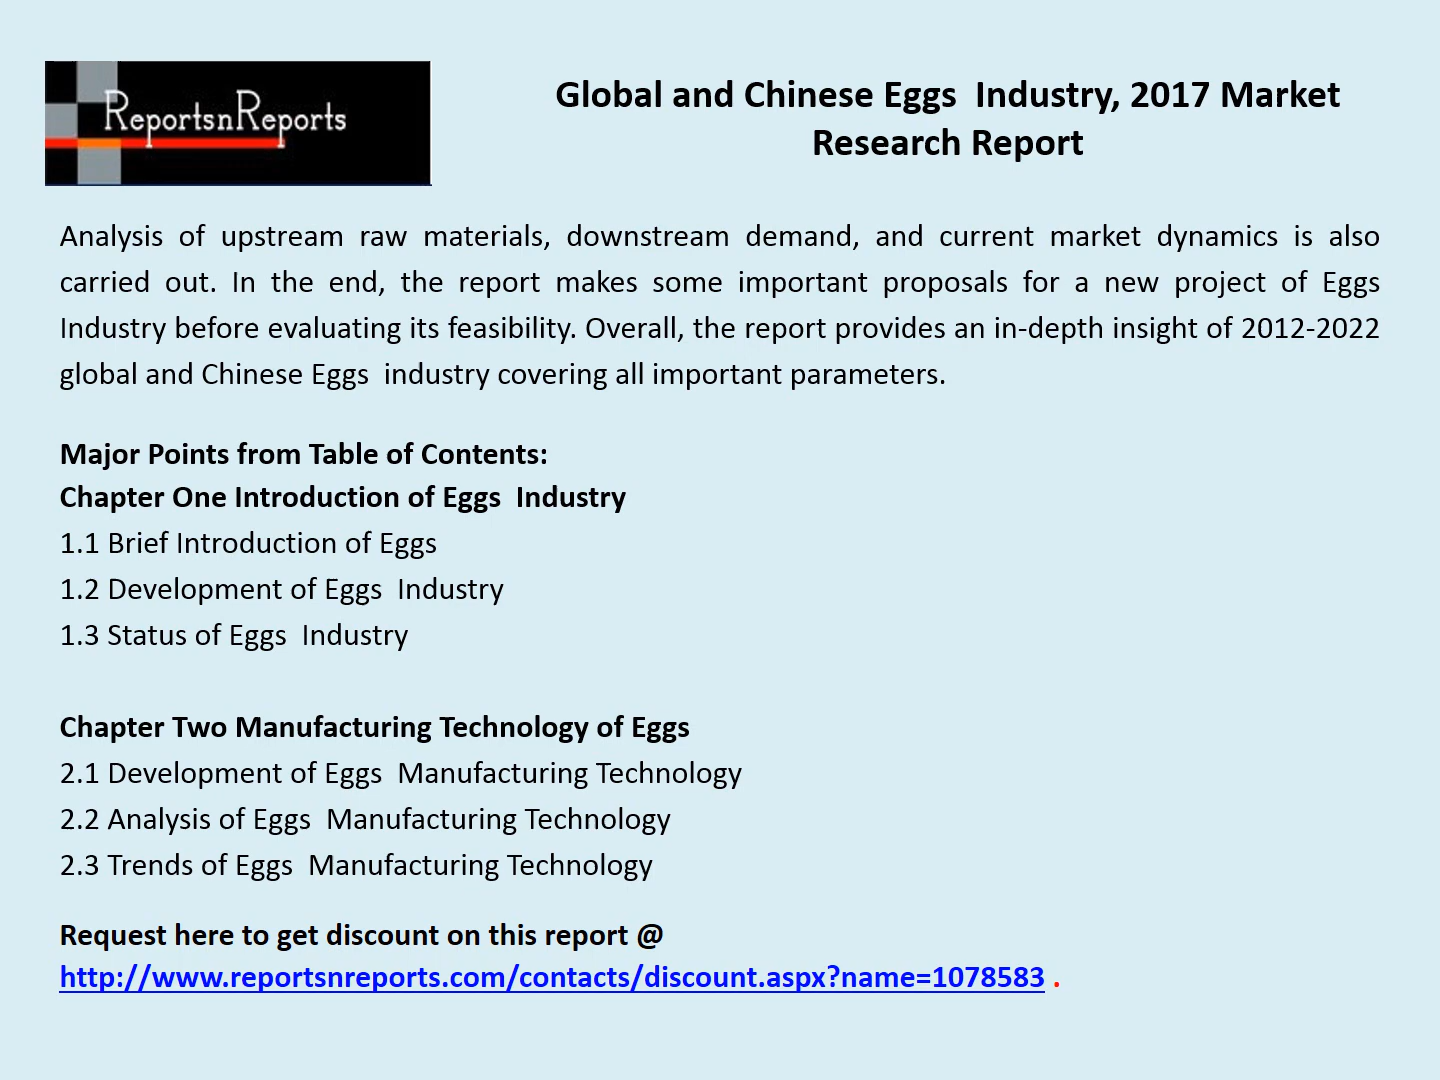 ReportsnReports
Global and Chinese Eggs  Industry, 2017 Market
Research Report
Analysis of upstream raw materials, downstream demand, and current market dynamics is also
carried out. In the end, the report makes some important proposals for a new project of Eggs
Industry before evaluating its feasibility. Overall, the report provides an in-depth insight of 2012-2022
global and Chinese Eggs  industry covering all important parameters.
Major Points from Table of Contents:
Chapter One Introduction of Eggs  Industry
1.1 Brief Introduction of Eggs
1.2 Development of Eggs  Industry
1.3 Status of Eggs  Industry
Chapter Two Manufacturing Technology of Eggs
2.1 Development of Eggs  Manufacturing Technology
2.2 Analysis of Eggs  Manufacturing Technology
2.3 Trends of Eggs  Manufacturing Technology
Request here to get discount on this report @
http://www.reportsnreports.com/contacts/discount.aspx?name=1078583 .